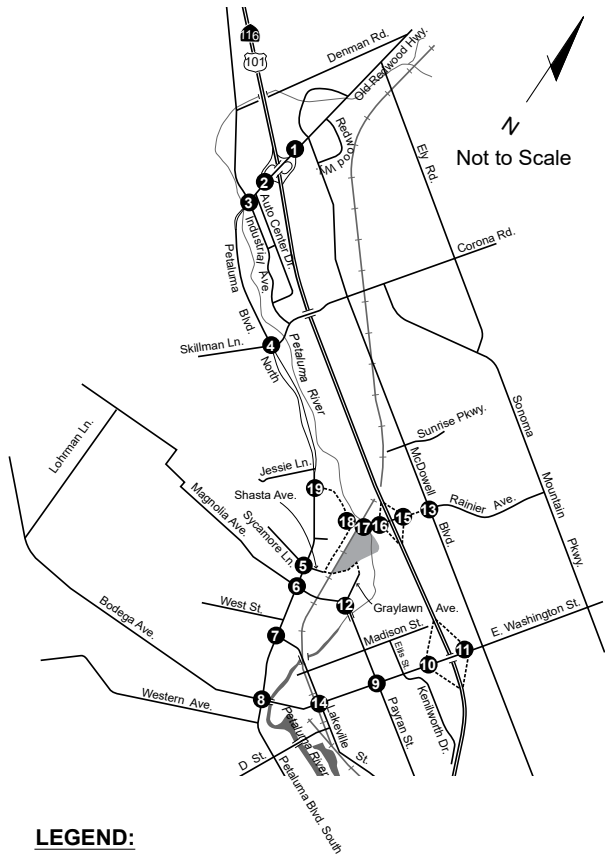 116
101
Denman Rd.
Old Redwood Hwy.
Redwood Wy.
N
Not to Scale
Ely Rd.
1
2
3
Auto Center Dr.
Industrial Ave.
Petaluma
Blvd.
North
Corona Rd.
Skillman Ln.
4
Petaluma River
Sunrise Pkwy.
Sonoma
Mountain
Pkwy.
McDowell
Blvd.
Rainier Ave.
Lohrman Ln.
Magnolia Ave.
Jessie Ln.
Shasta Ave.
Sycamore Ln.
19
18
17
16
15
13
5
6
12
Graylawn Ave.
West St.
Madison St.
E. Washington St.
Bodega Ave.
7
Ellis St.
11
10
9
Western Ave.
8
14
Lakeville
St.
Payran St.
Kenilworth Dr.
Petaluma River
D St.
Petaluma Blvd. South
LEGEND: